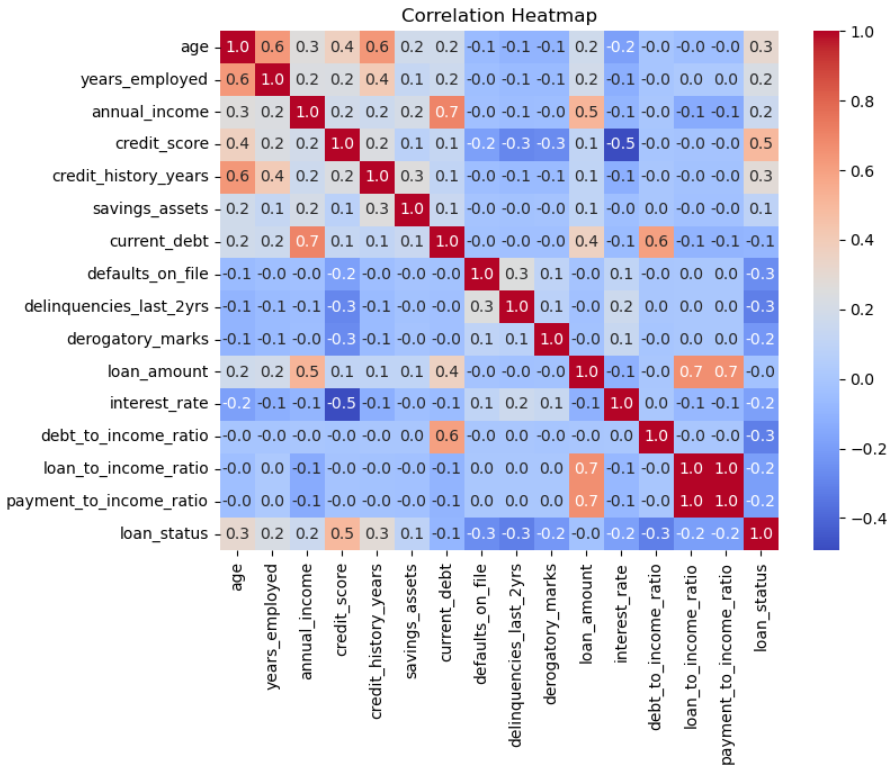 Correlation Heatmap
age 1.0 0.6 0.3 0.4 0.6 0.2 0.2 -0.1 -0.1 -0.1 0.2 -0.2 -0.0 -0.0 -0.0 0.3
years_employed 0.6 1.0 0.2 0.2 0.4 0.1 0.2 -0.0 -0.1 -0.1 0.2 -0.1 -0.0 0.0 0.0 0.2
annual_income 0.3 0.2 1.0 0.2 0.2 0.2 0.7 -0.0 -0.1 -0.0 0.5 -0.1 -0.0 -0.1 -0.1 0.2
credit_score 0.4 0.2 0.2 1.0 0.2 0.1 0.1 -0.2 -0.3 -0.3 0.1 -0.5 -0.0 -0.0 -0.0 0.5
credit_history_years 0.6 0.4 0.2 0.2 1.0 0.3 0.1 -0.0 -0.1 -0.1 0.1 -0.1 -0.0 -0.0 -0.0 0.3
savings_assets 0.2 0.1 0.2 0.1 0.3 1.0 0.1 -0.0 -0.0 -0.0 0.1 -0.0 0.0 -0.0 -0.0 0.1
current_debt 0.2 0.2 0.7 0.1 0.1 0.1 1.0 -0.0 -0.0 -0.0 0.4 -0.1 0.6 -0.1 -0.1 -0.1
defaults_on_file -0.1 -0.0 -0.0 -0.2 -0.0 -0.0 -0.0 1.0 0.3 0.1 -0.0 0.1 -0.0 0.0 0.0 -0.3
delinquencies_last_2yrs -0.1 -0.1 -0.1 -0.3 -0.1 -0.0 -0.0 0.3 1.0 0.1 -0.0 0.2 -0.0 0.0 0.0 -0.3
derogatory_marks -0.1 -0.1 -0.0 -0.3 -0.1 -0.0 -0.0 0.1 0.1 1.0 -0.0 0.1 -0.0 0.0 0.0 -0.2
loan_amount 0.2 0.2 0.5 0.1 0.1 0.1 0.4 -0.0 -0.0 -0.0 1.0 -0.1 -0.0 0.7 0.7 -0.0
interest_rate -0.2 -0.1 -0.1 -0.5 -0.1 -0.0 -0.1 0.1 0.2 0.1 -0.1 1.0 0.0 -0.1 -0.1 -0.2
debt_to_income_ratio -0.0 -0.0 -0.0 -0.0 -0.0 0.0 0.6 -0.0 -0.0 -0.0 -0.0 0.0 1.0 -0.0 -0.0 -0.3
loan_to_income_ratio -0.0 0.0 -0.1 -0.0 -0.0 -0.0 -0.1 0.0 0.0 0.0 0.7 -0.1 -0.0 1.0 1.0 -0.2
payment_to_income_ratio -0.0 0.0 -0.1 -0.0 -0.0 -0.0 -0.1 0.0 0.0 0.0 0.7 -0.1 -0.0 1.0 1.0 -0.2
loan_status 0.3 0.2 0.2 0.5 0.3 0.1 -0.1 -0.3 -0.3 -0.2 -0.0 -0.2 -0.3 -0.2 -0.2 1.0
age
years_employed
annual_income
credit_score
credit_history_years
savings_assets
current_debt
defaults_on_file
delinquencies_last_2yrs
derogatory_marks
loan_amount
interest_rate
debt_to_income_ratio
loan_to_income_ratio
payment_to_income_ratio
loan_status
1.0
0.8
0.6
0.4
0.2
0.0
−0.2
−0.4